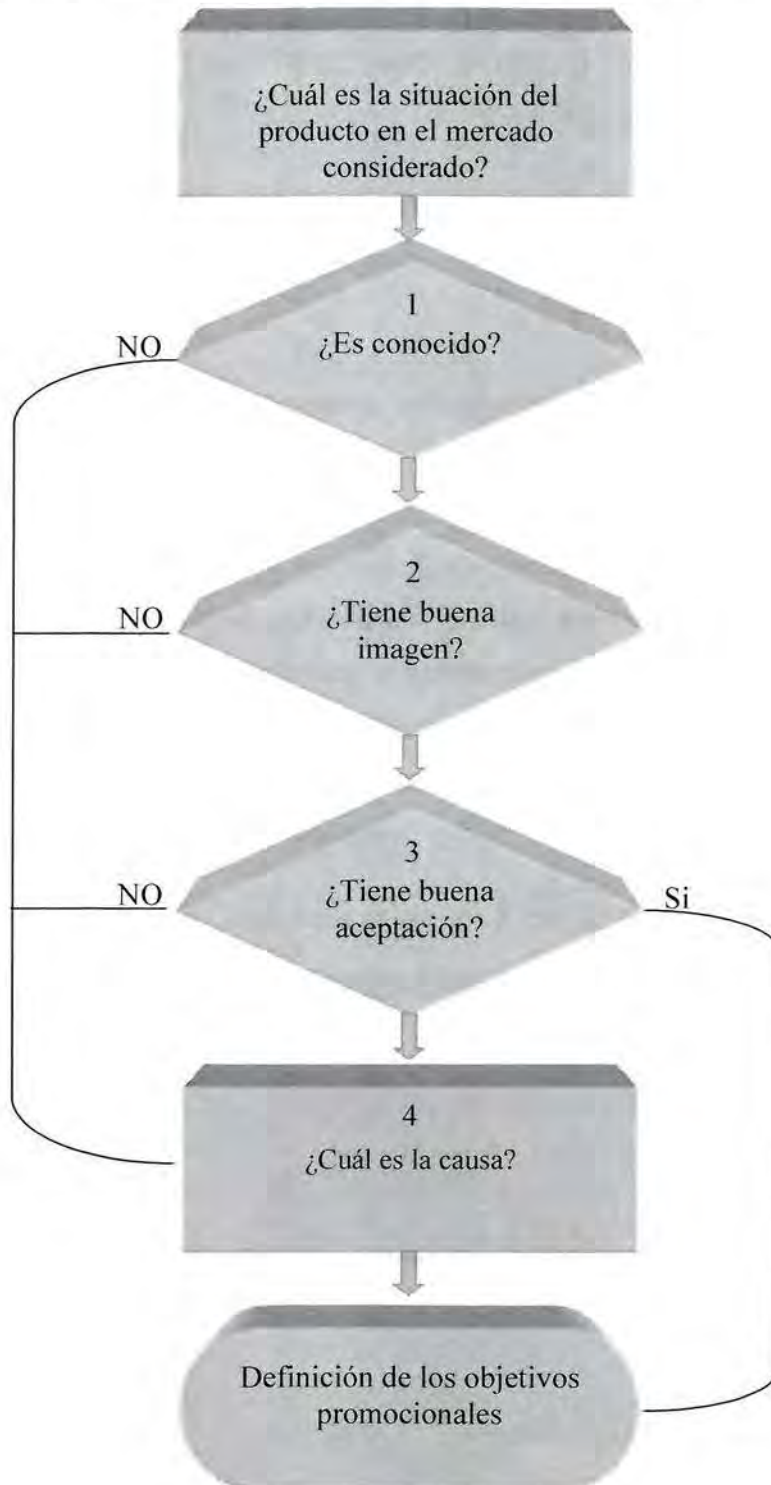 ¿Cuál es la situación del
producto en el mercado
considerado?
1
¿Es conocido?
NO
2
¿Tiene buena
imagen?
NO
3
¿Tiene buena
aceptación?
NO
Si
4
¿Cuál es la causa?
Definición de los objetivos
promocionales